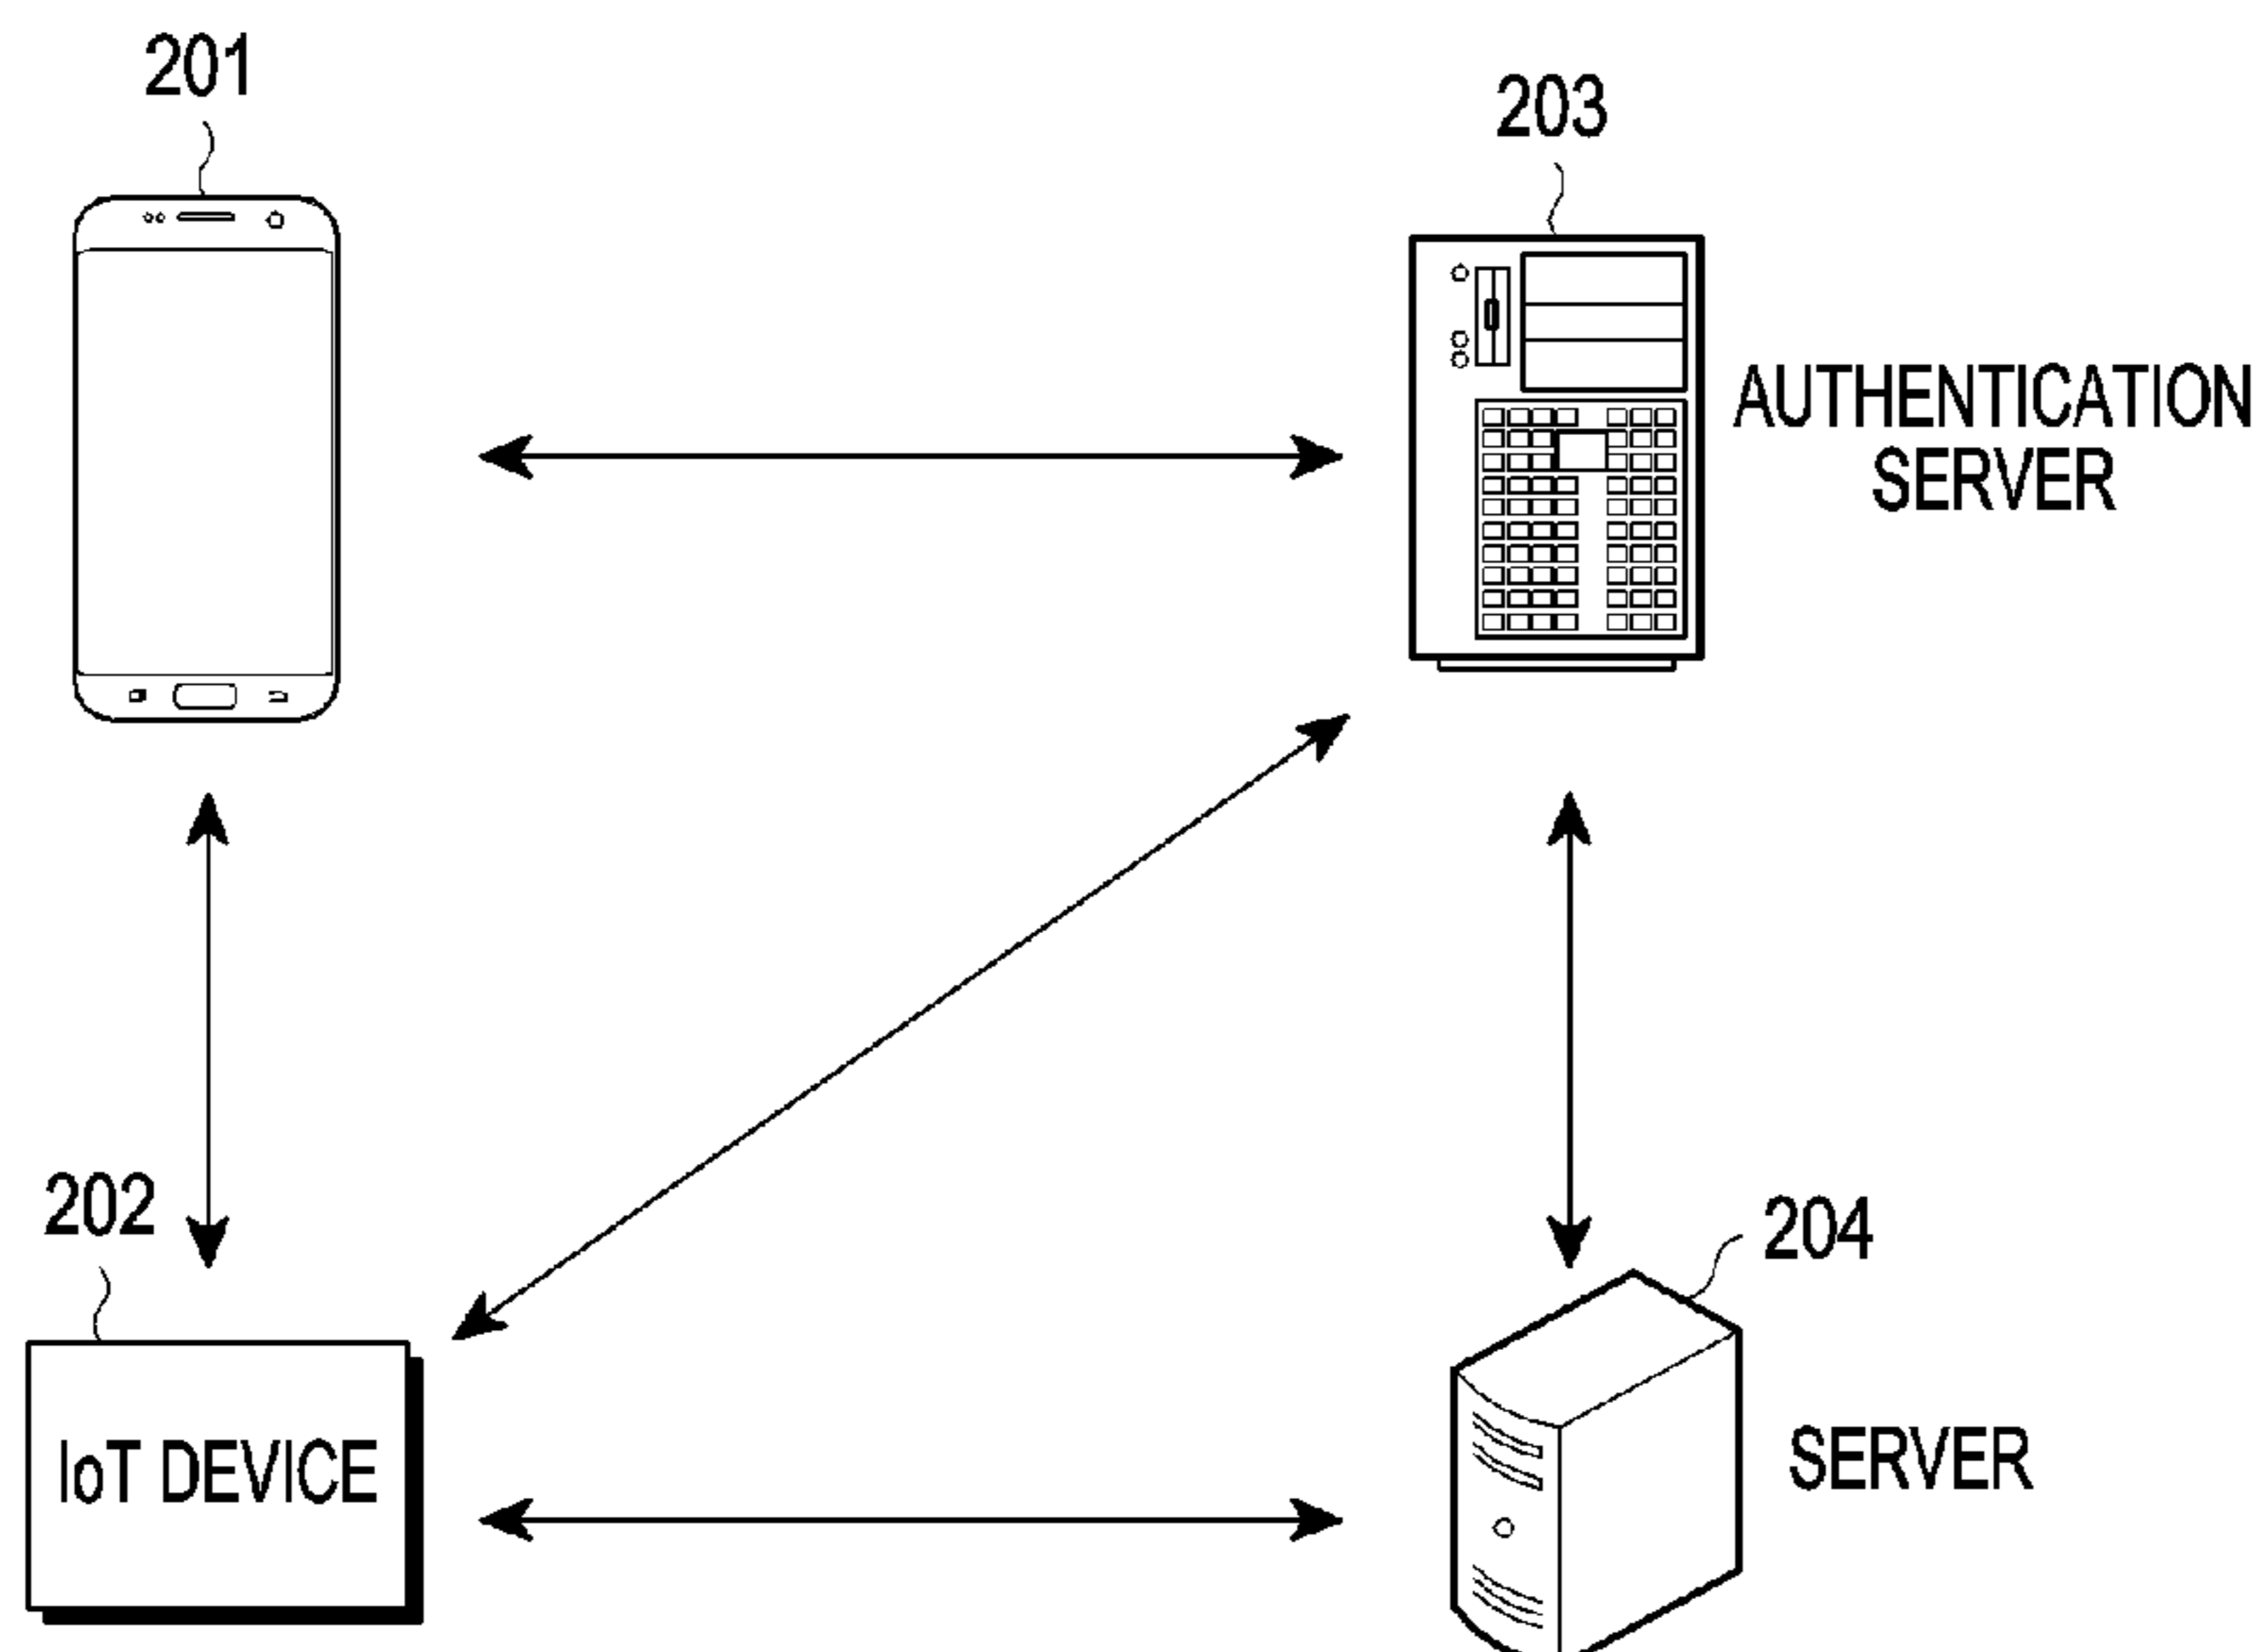 201
203
AUTHENTICATION
SERVER
202
204
IoT DEVICE
SERVER